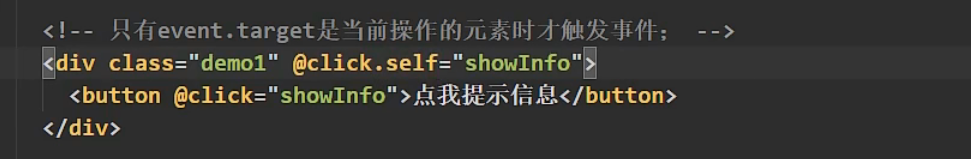 <!-- 只有event.target是当前操作的元素时才触发事件； -->
<div class="demo1" @click.self="showInfo">
<button @click="showInfo">点我提示信息</button>
</div>